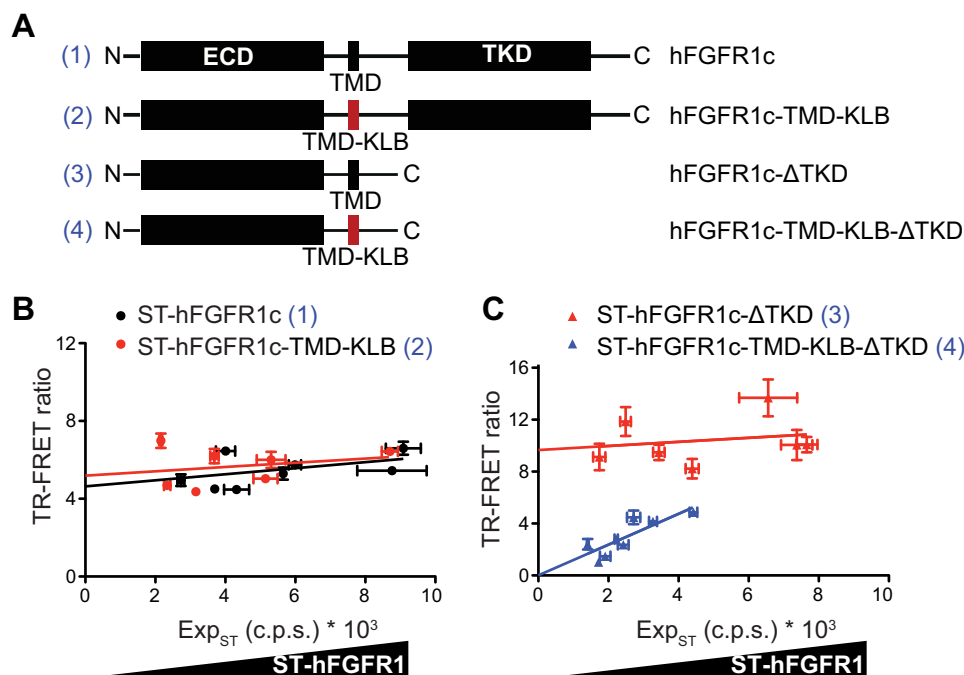 A
(1) N ECD TKD C hFGFR1c
TMD
(2) N C hFGFR1c-TMD-KLB
TMD-KLB
(3) N C hFGFR1c-ΔTKD
TMD
(4) N C hFGFR1c-TMD-KLB-ΔTKD
TMD-KLB
B
ST-hFGFR1c (1)
ST-hFGFR1c-TMD-KLB (2)
TR-FRET ratio
12
8
4
0
0 2 4 6 8 10
Exp_ST (c.p.s.) * 10³
ST-hFGFR1
C
ST-hFGFR1c-ΔTKD (3)
ST-hFGFR1c-TMD-KLB-ΔTKD (4)
TR-FRET ratio
16
12
8
4
0
0 2 4 6 8 10
Exp_ST (c.p.s.) * 10³
ST-hFGFR1